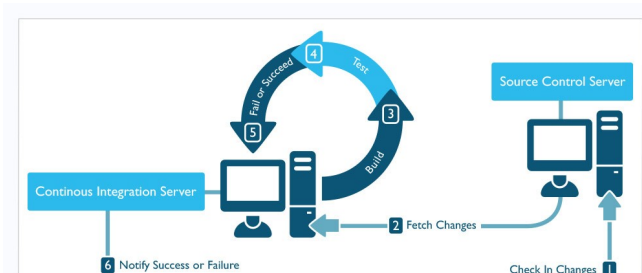 4
Test
Fail or Succeed
Source Control Server
3
5
Build
Continous Integration Server
2 Fetch Changes
6 Notify Success or Failure
Check In Changes 1